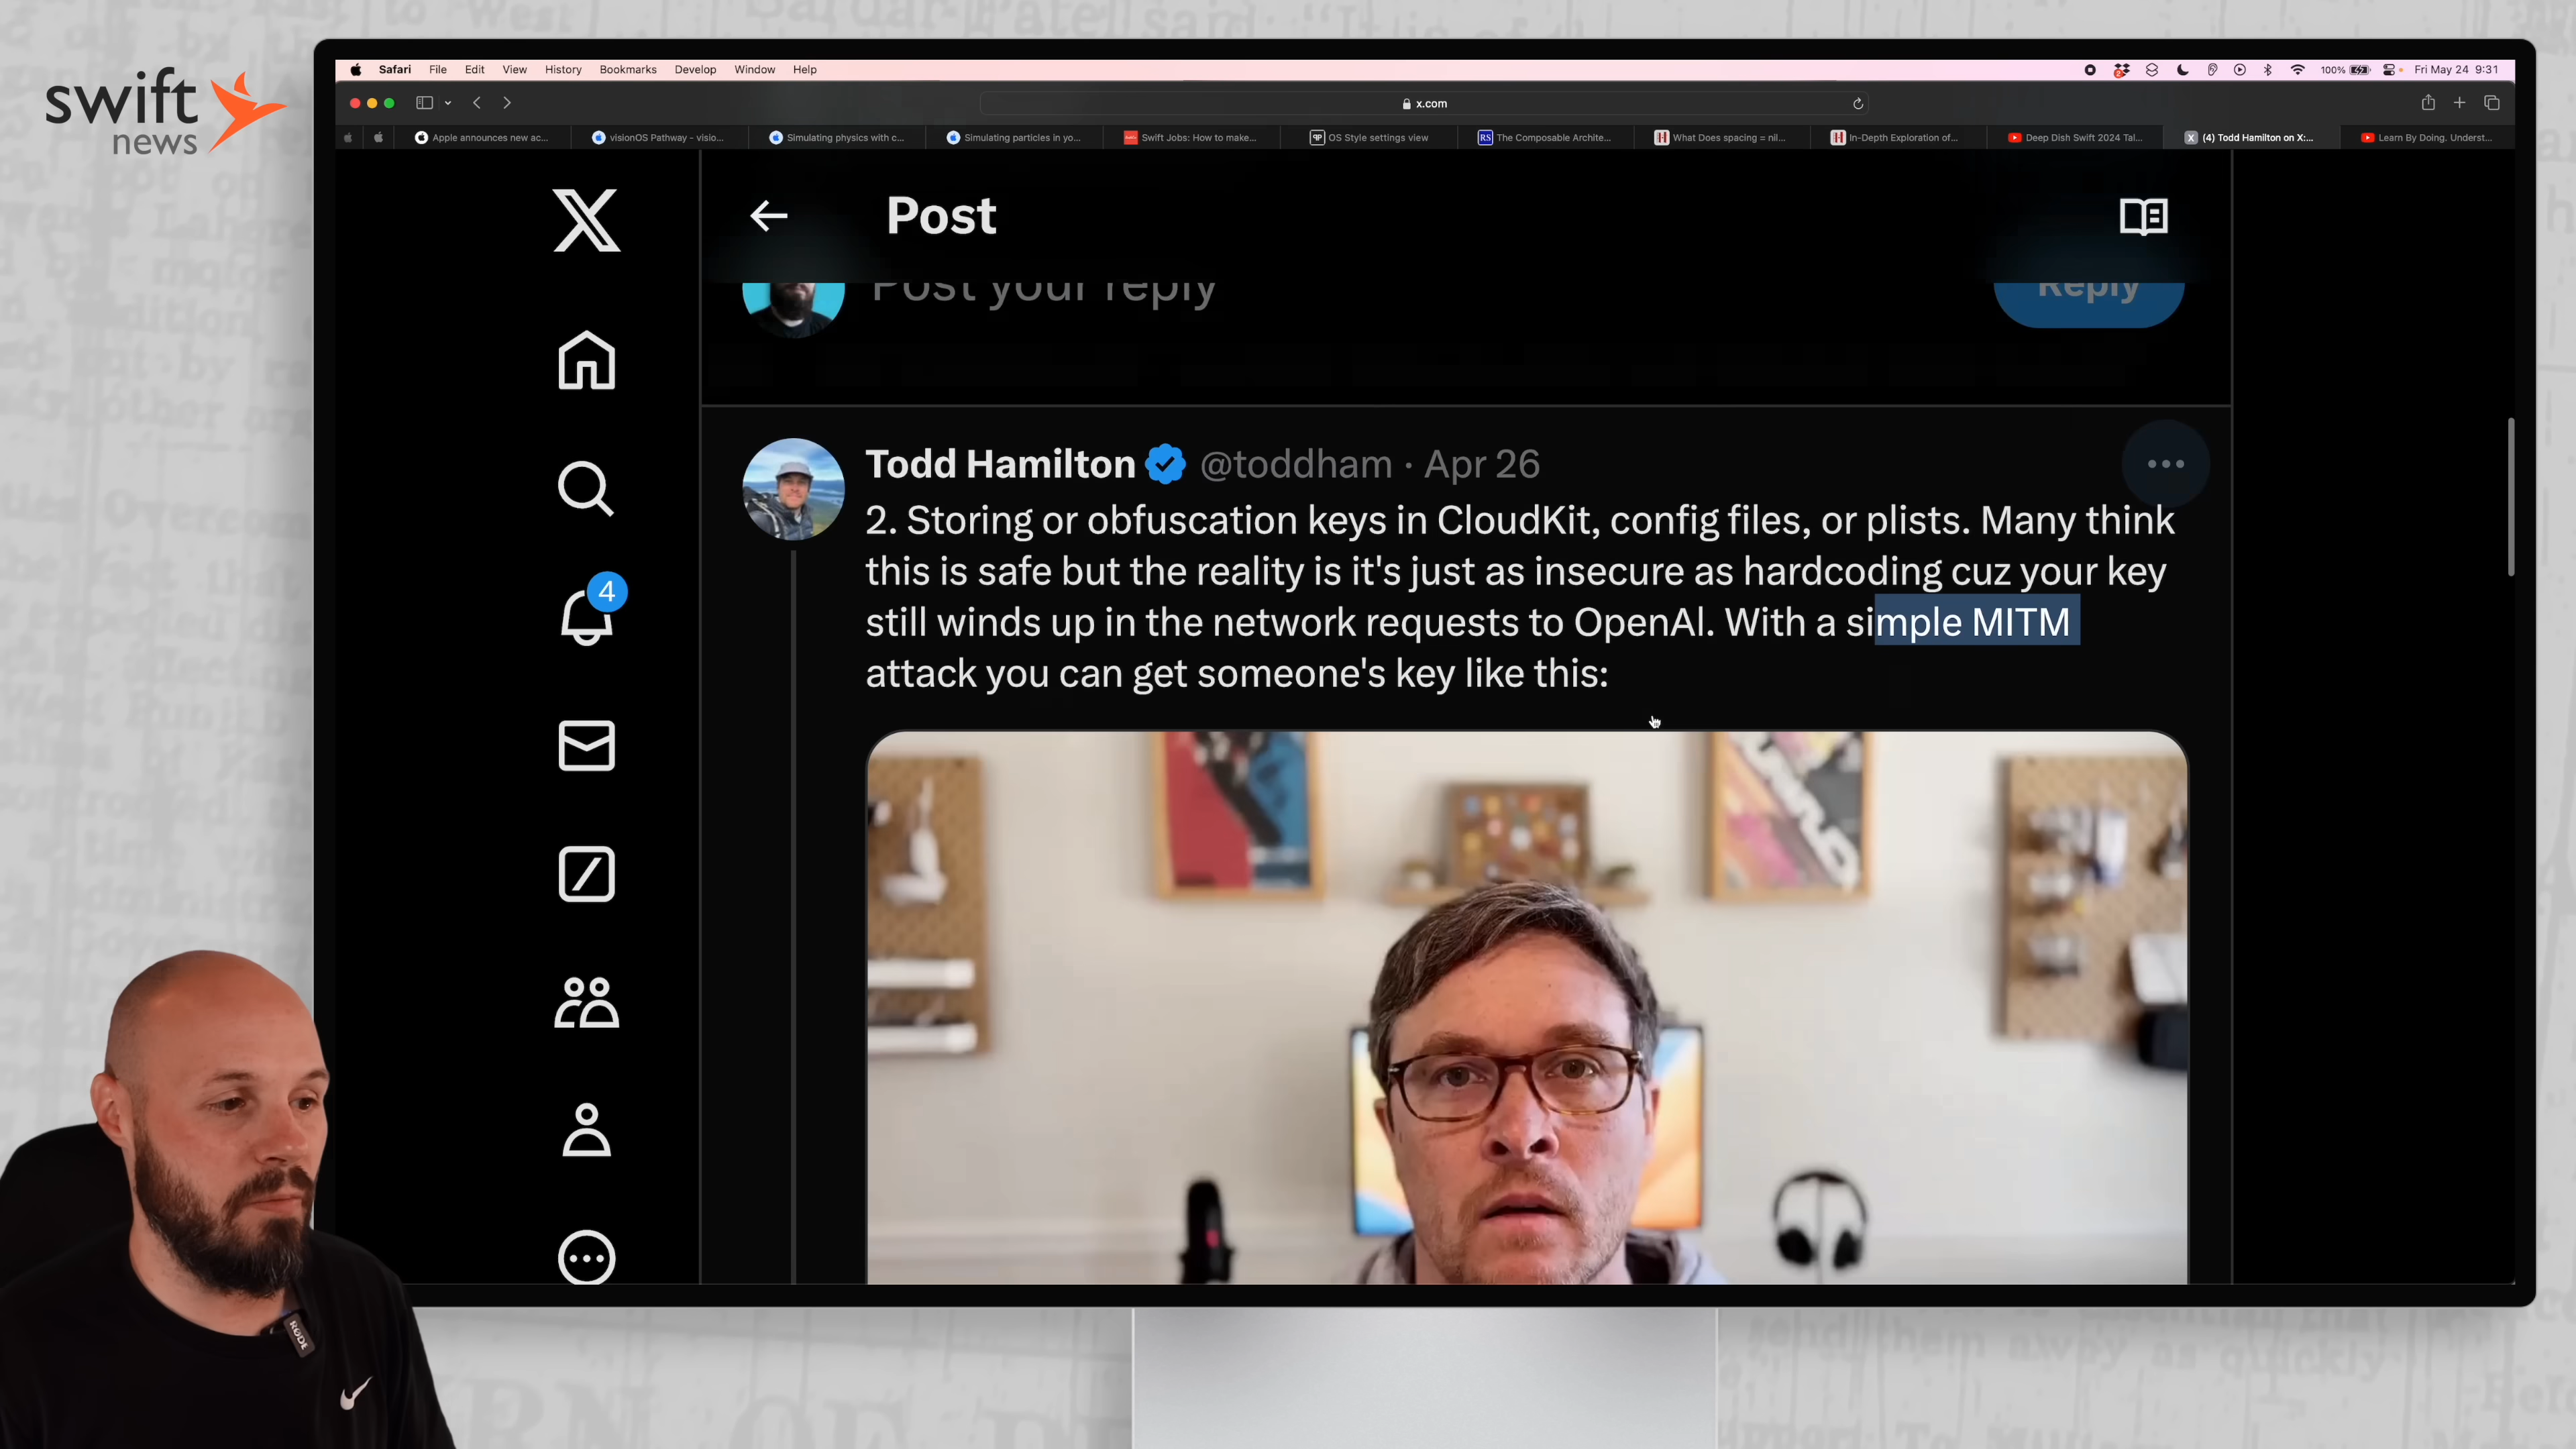 swift
news
Safari File Edit View History Bookmarks Develop Window Help
2
100% Fri May 24 9:31
x.com
Apple announces new ac...
visionOS Pathway - visio...
Simulating physics with c...
Simulating particles in yo...
Swift Jobs: How to make...
OS Style settings view
RS The Composable Archite...
What Does spacing = nil...
In-Depth Exploration of...
Deep Dish Swift 2024 Tal...
X (4) Todd Hamilton on X:...
Learn By Doing. Underst...
Post
Post your reply
Reply
4
Todd Hamilton @toddham · Apr 26
2. Storing or obfuscation keys in CloudKit, config files, or plists. Many think
this is safe but the reality is it's just as insecure as hardcoding cuz your key
still winds up in the network requests to OpenAI. With a simple MITM
attack you can get someone's key like this:
RØDE